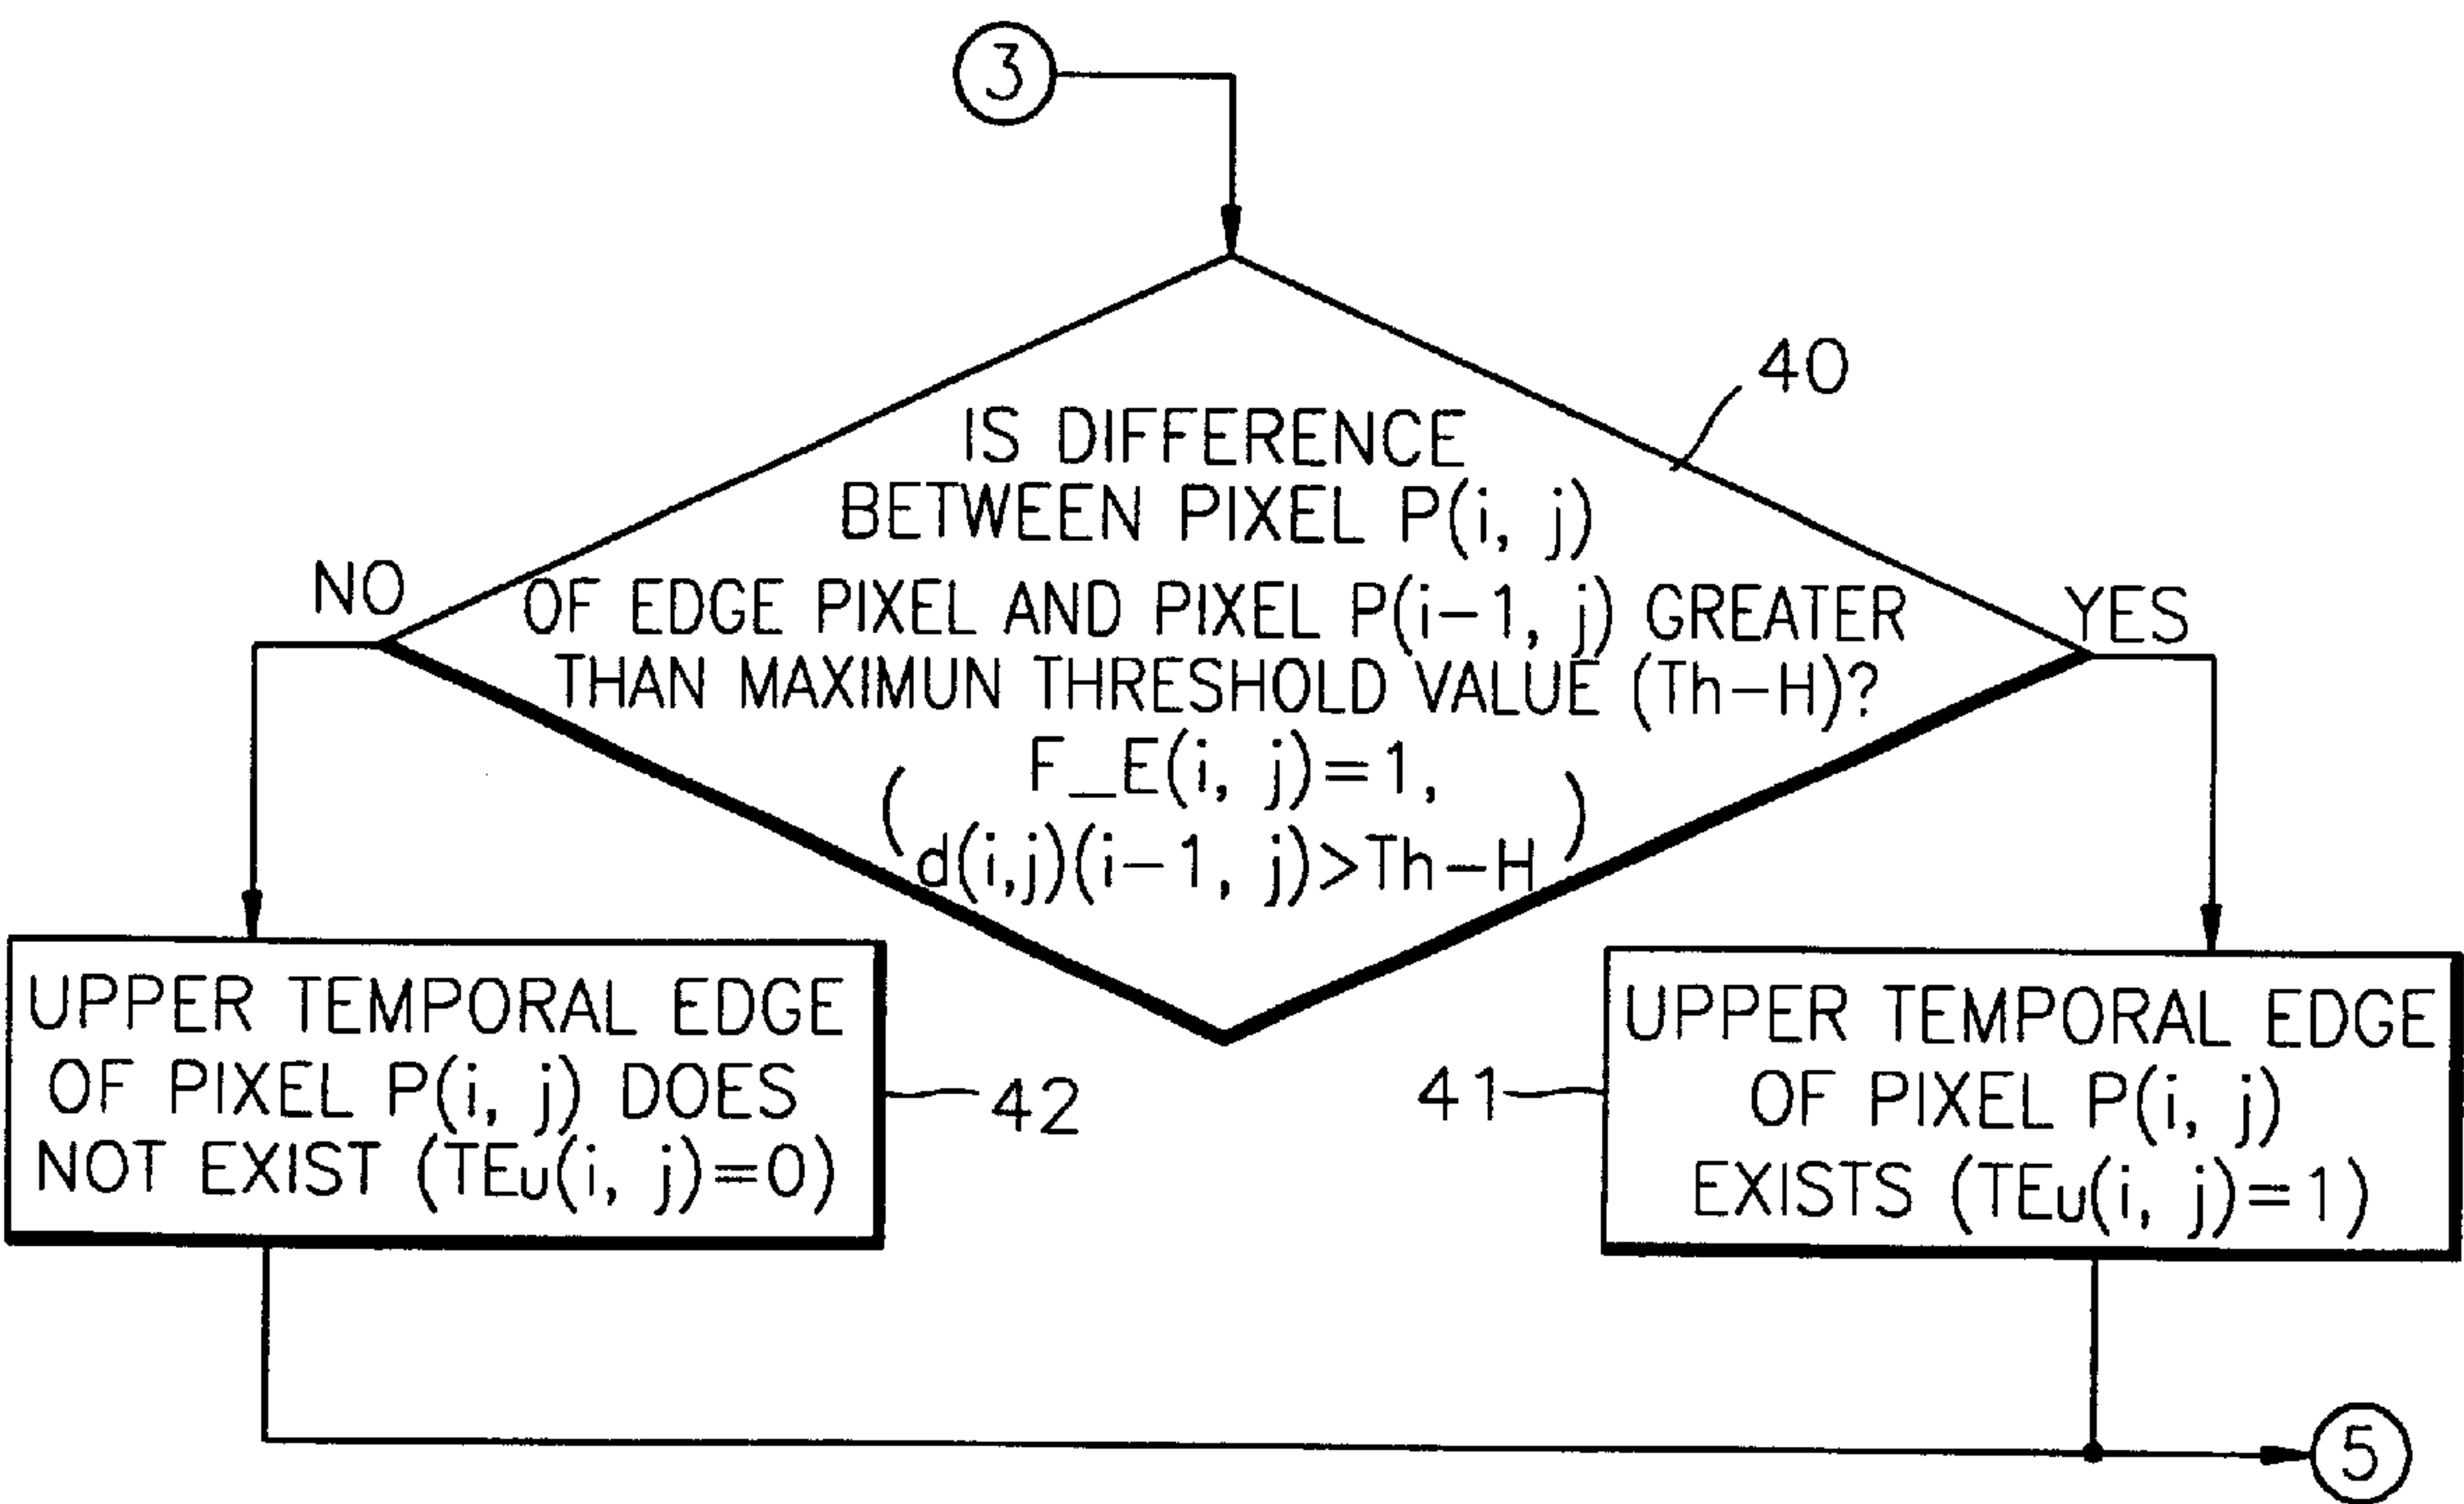 3
40
IS DIFFERENCE
BETWEEN PIXEL P(i, j)
OF EDGE PIXEL AND PIXEL P(i-1, j) GREATER
THAN MAXIMUN THRESHOLD VALUE (Th-H)?
( F_E(i, j)=1,
d(i,j)(i-1, j)>Th-H )
NO
YES
UPPER TEMPORAL EDGE
OF PIXEL P(i, j) DOES
NOT EXIST (TEu(i, j)=0)
42
41
UPPER TEMPORAL EDGE
OF PIXEL P(i, j)
EXISTS (TEu(i, j)=1)
5